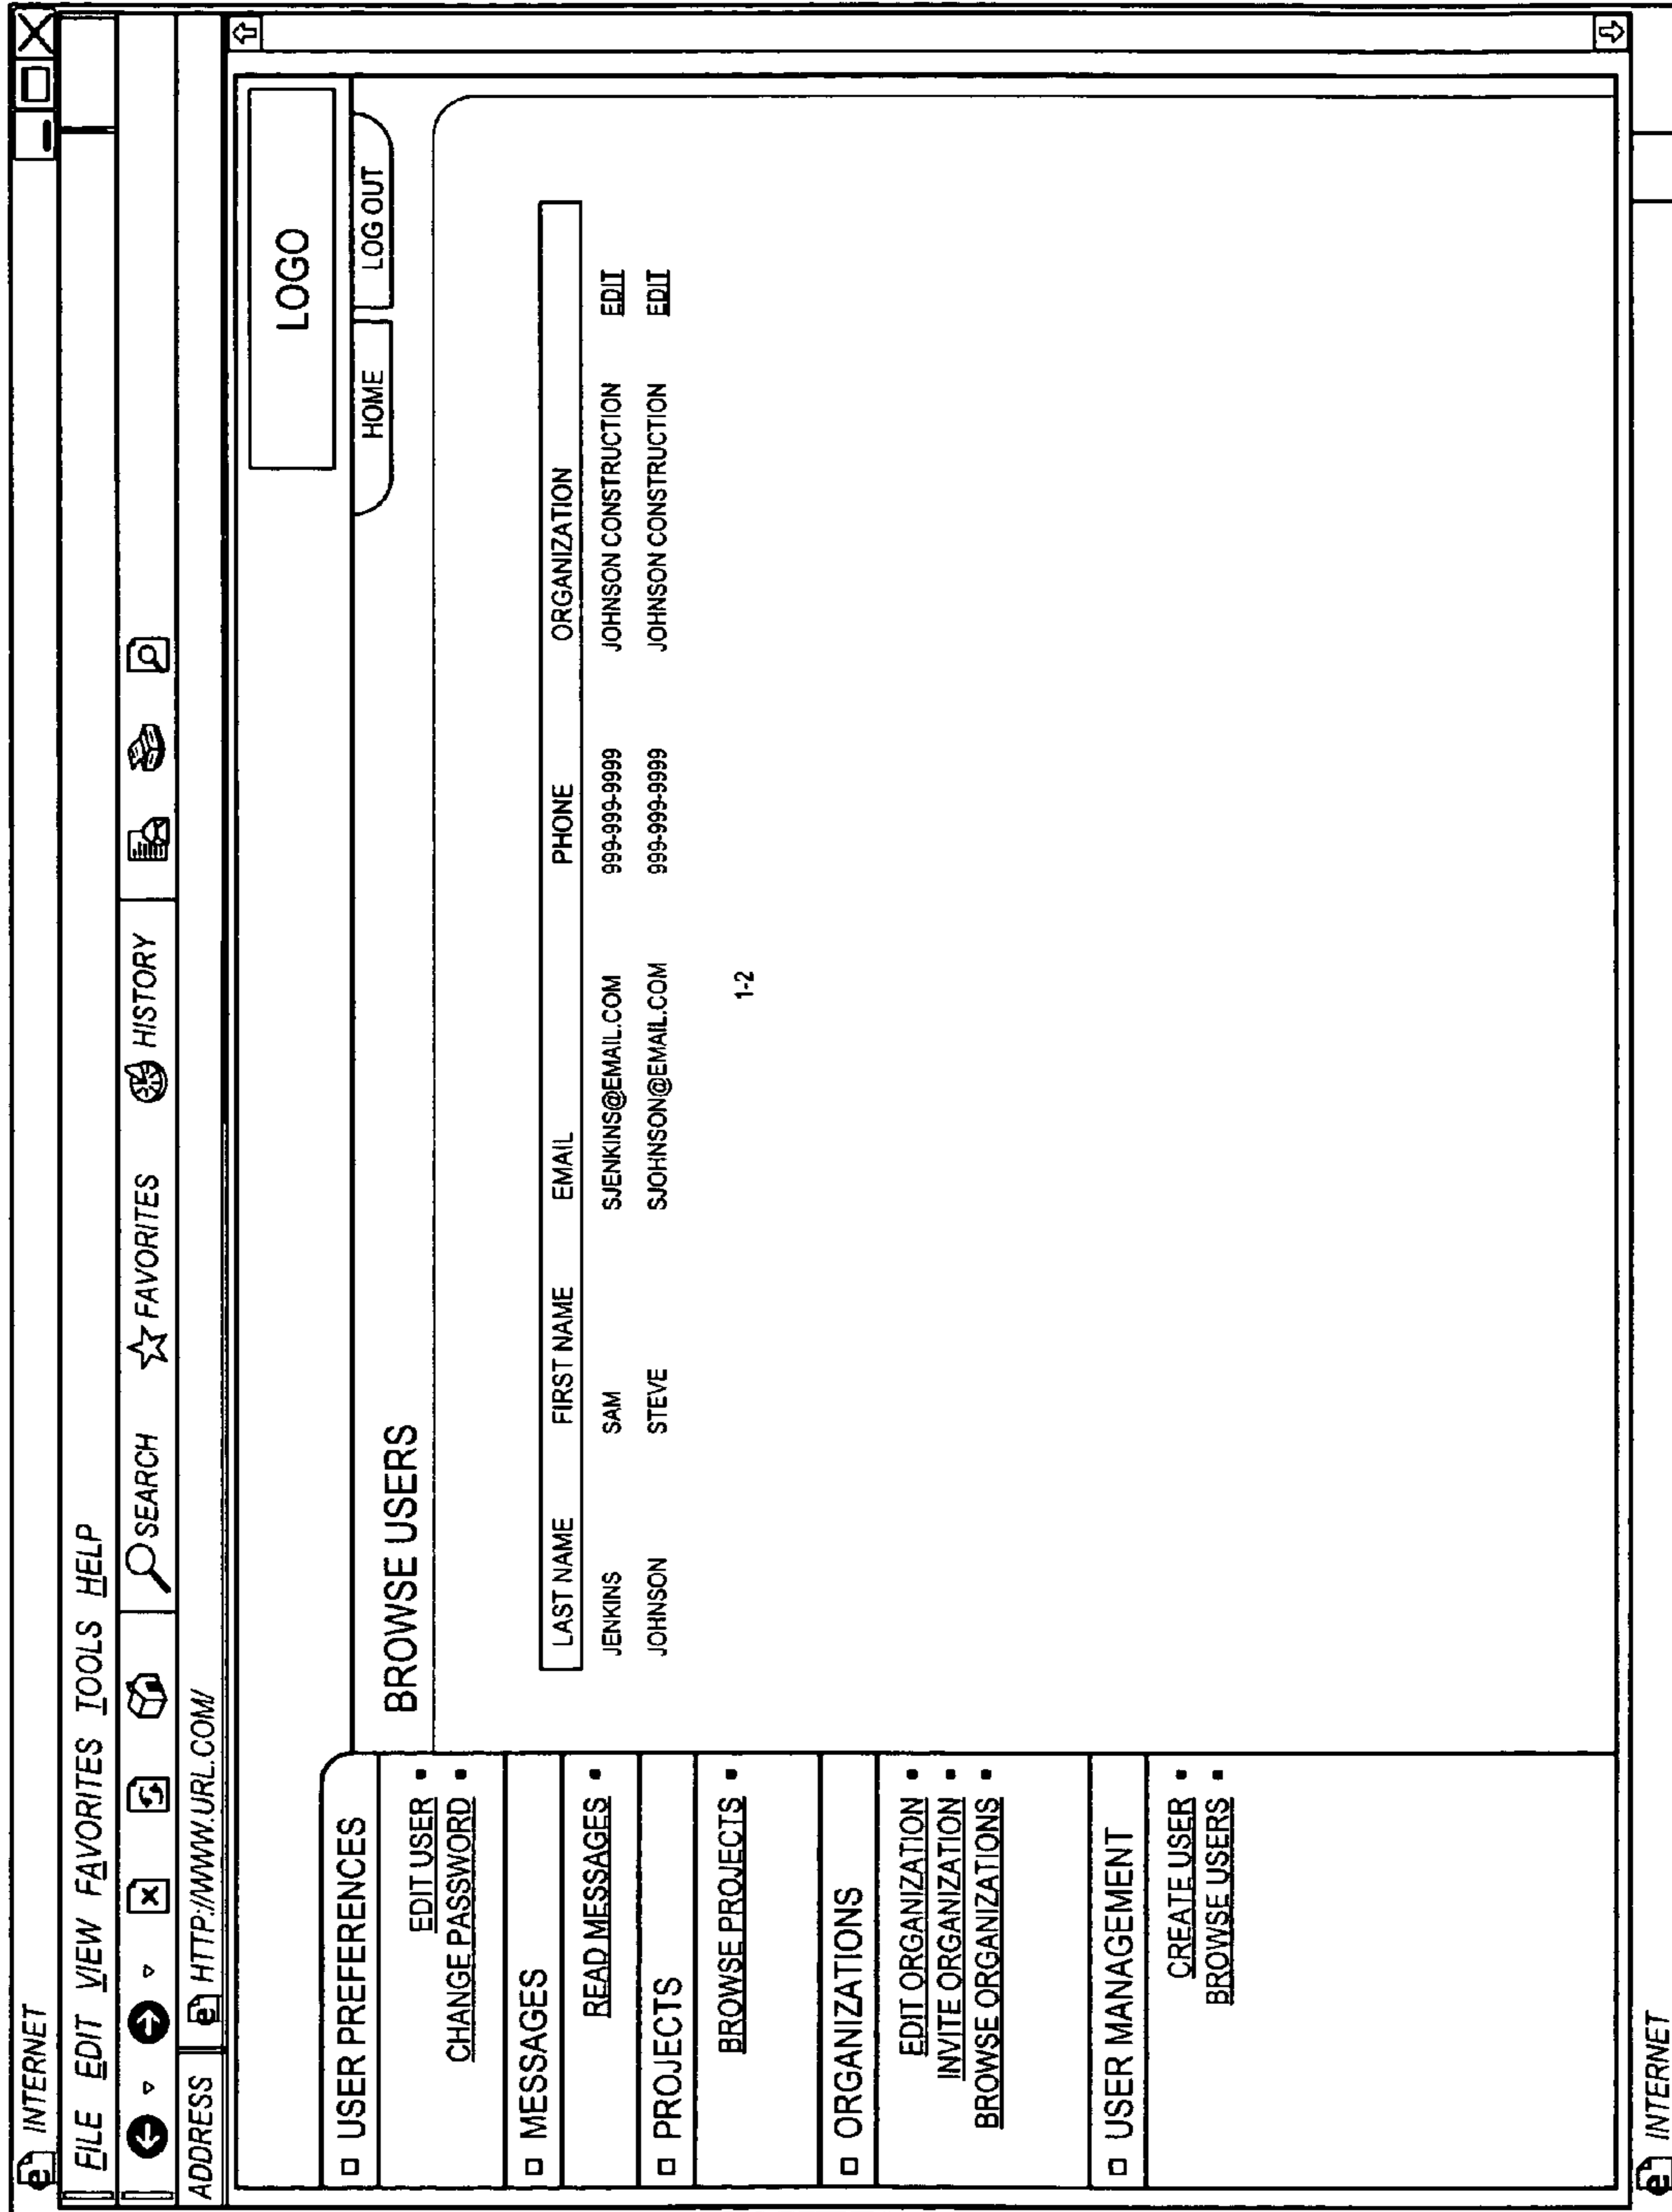 INTERNET
FILE EDIT VIEW FAVORITES TOOLS HELP
SEARCH FAVORITES HISTORY
ADDRESS HTTP://WWW.URL.COM/
LOGO
USER PREFERENCES
HOME LOG OUT
BROWSE USERS
EDIT USER
CHANGE PASSWORD
MESSAGES
READ MESSAGES
PROJECTS
BROWSE PROJECTS
ORGANIZATIONS
EDIT ORGANIZATION
INVITE ORGANIZATION
BROWSE ORGANIZATIONS
USER MANAGEMENT
CREATE USER
BROWSE USERS
LAST NAME FIRST NAME EMAIL PHONE ORGANIZATION
JENKINS SAM SJENKINS@EMAIL.COM 999-999-9999 JOHNSON CONSTRUCTION EDIT
JOHNSON STEVE SJOHNSON@EMAIL.COM 999-999-9999 JOHNSON CONSTRUCTION EDIT
1-2
INTERNET